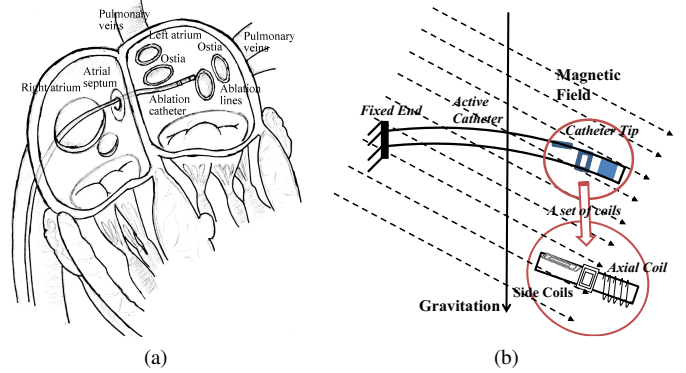 Pulmonary
veins
Left atrium
Ostia
Ostia
Pulmonary
veins
Atrial
septum
Right atrium
Ablation
catheter
Ablation
lines
(a)
Magnetic
Field
Fixed End
Active
Catheter
Catheter Tip
A set of coils
Axial Coil
Side Coils
Gravitation
(b)